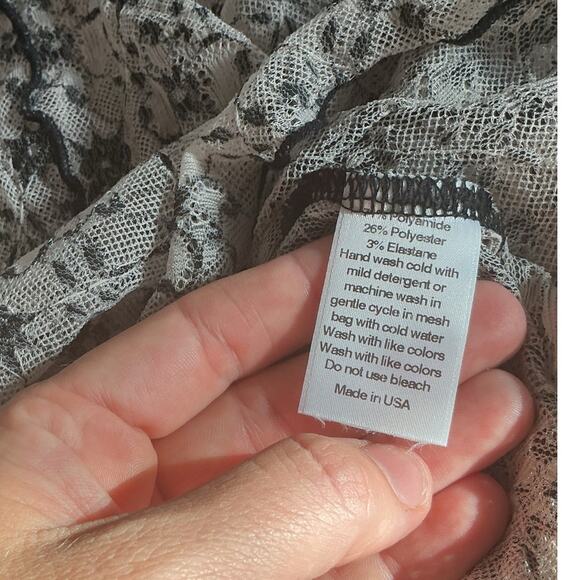 % Polyamide
26% Polyester
3% Elastane
Hand wash cold with
mild detergent or
machine wash in
gentle cycle in mesh
bag with cold water
Wash with like colors
Wash with like colors
Do not use bleach
Made in USA